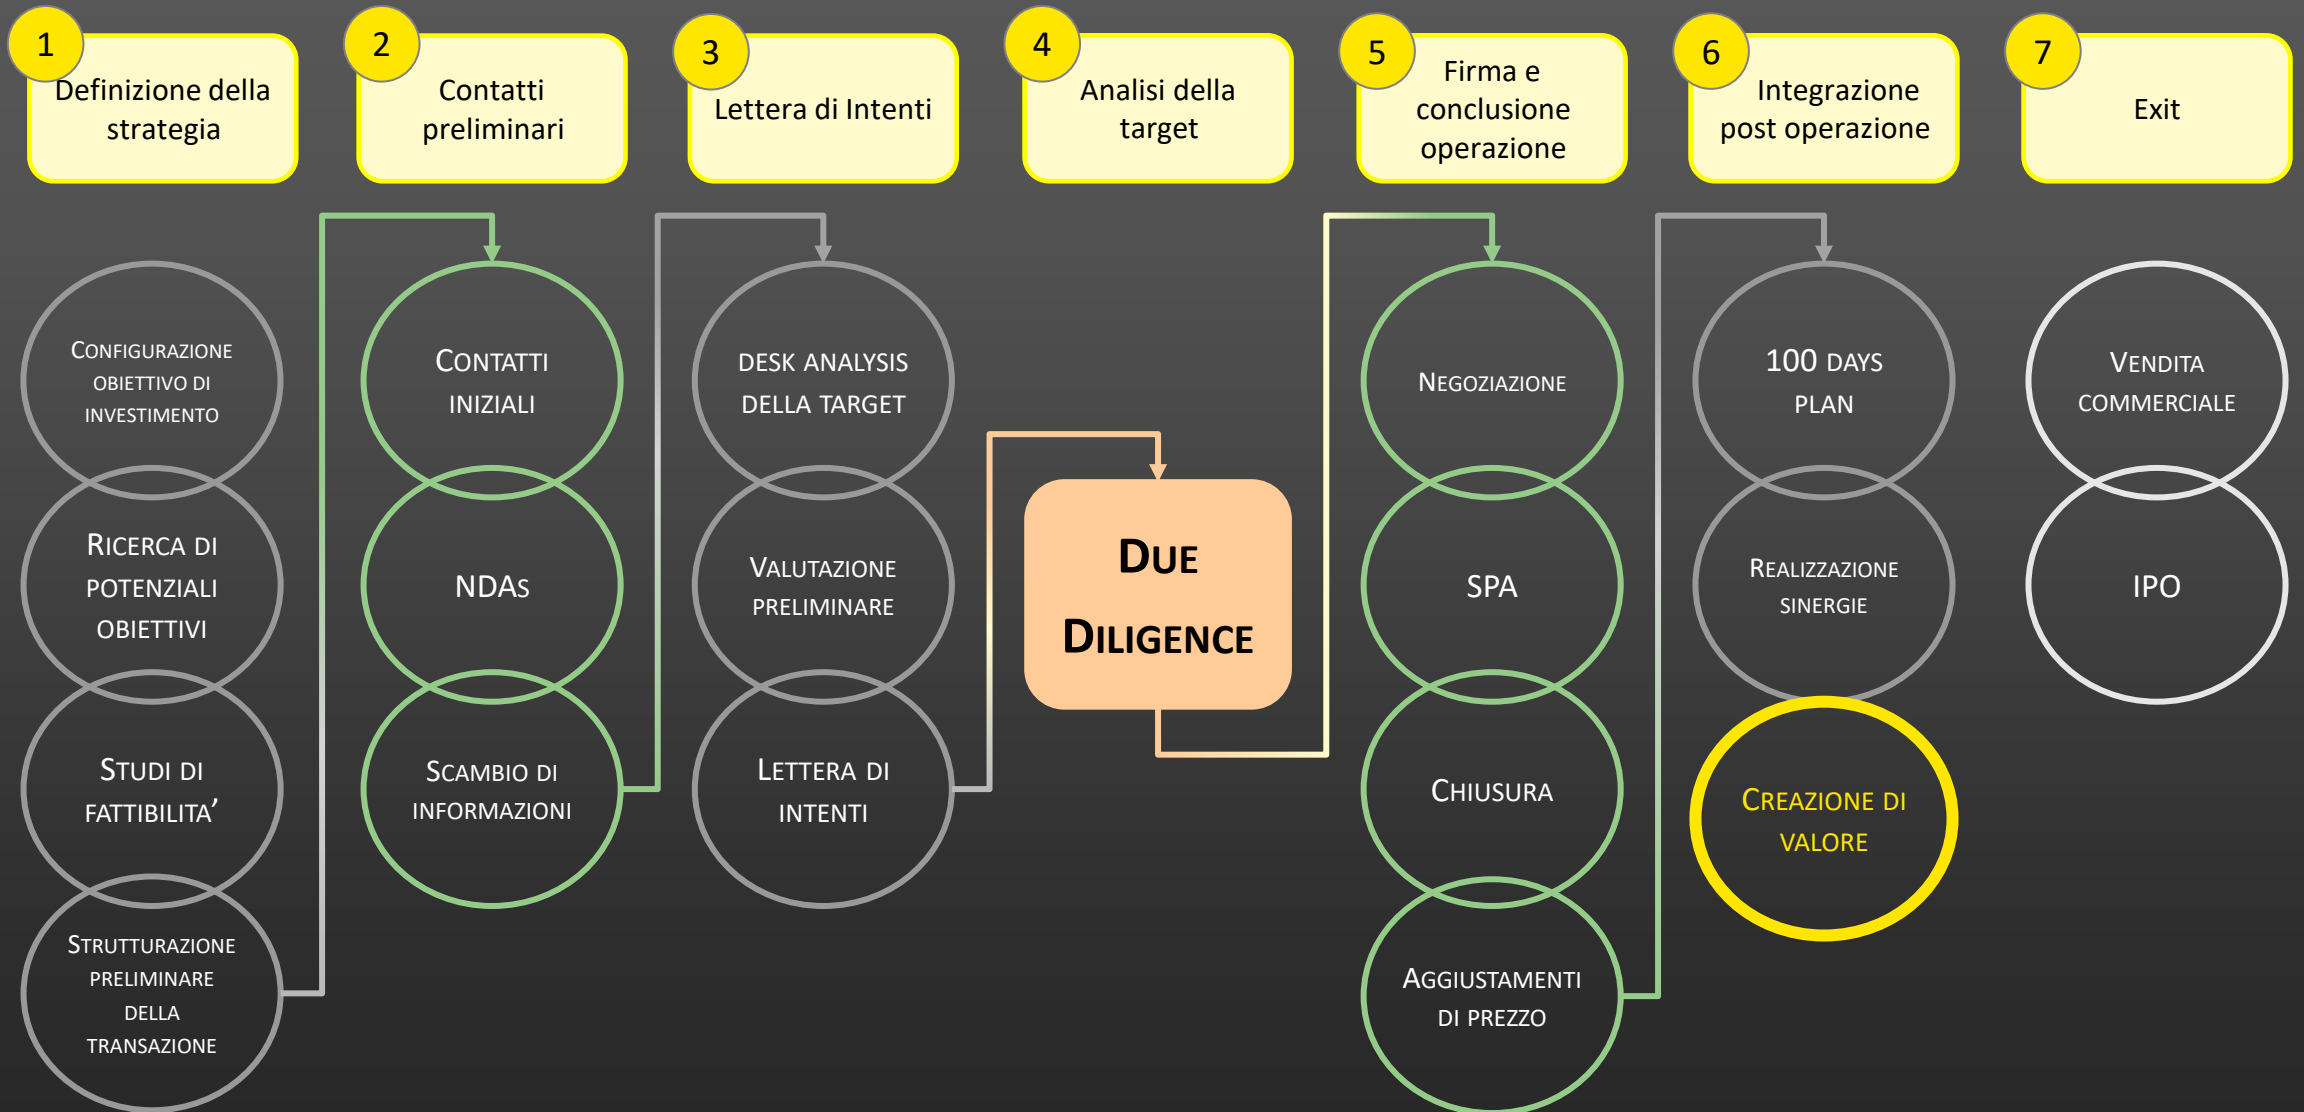 1
Definizione della
strategia
2
Contatti
preliminari
3
Lettera di Intenti
4
Analisi della
target
5
Firma e
conclusione
operazione
6
Integrazione
post operazione
7
Exit
CONFIGURAZIONE
OBIETTIVO DI
INVESTIMENTO
RICERCA DI
POTENZIALI
OBIETTIVI
STUDI DI
FATTIBILITA’
STRUTTURAZIONE
PRELIMINARE
DELLA
TRANSAZIONE
CONTATTI
INIZIALI
NDAS
SCAMBIO DI
INFORMAZIONI
DESK ANALYSIS
DELLA TARGET
VALUTAZIONE
PRELIMINARE
LETTERA DI
INTENTI
DUE
DILIGENCE
NEGOZIAZIONE
SPA
CHIUSURA
AGGIUSTAMENTI
DI PREZZO
100 DAYS
PLAN
REALIZZAZIONE
SINERGIE
CREAZIONE DI
VALORE
VENDITA
COMMERCIALE
IPO